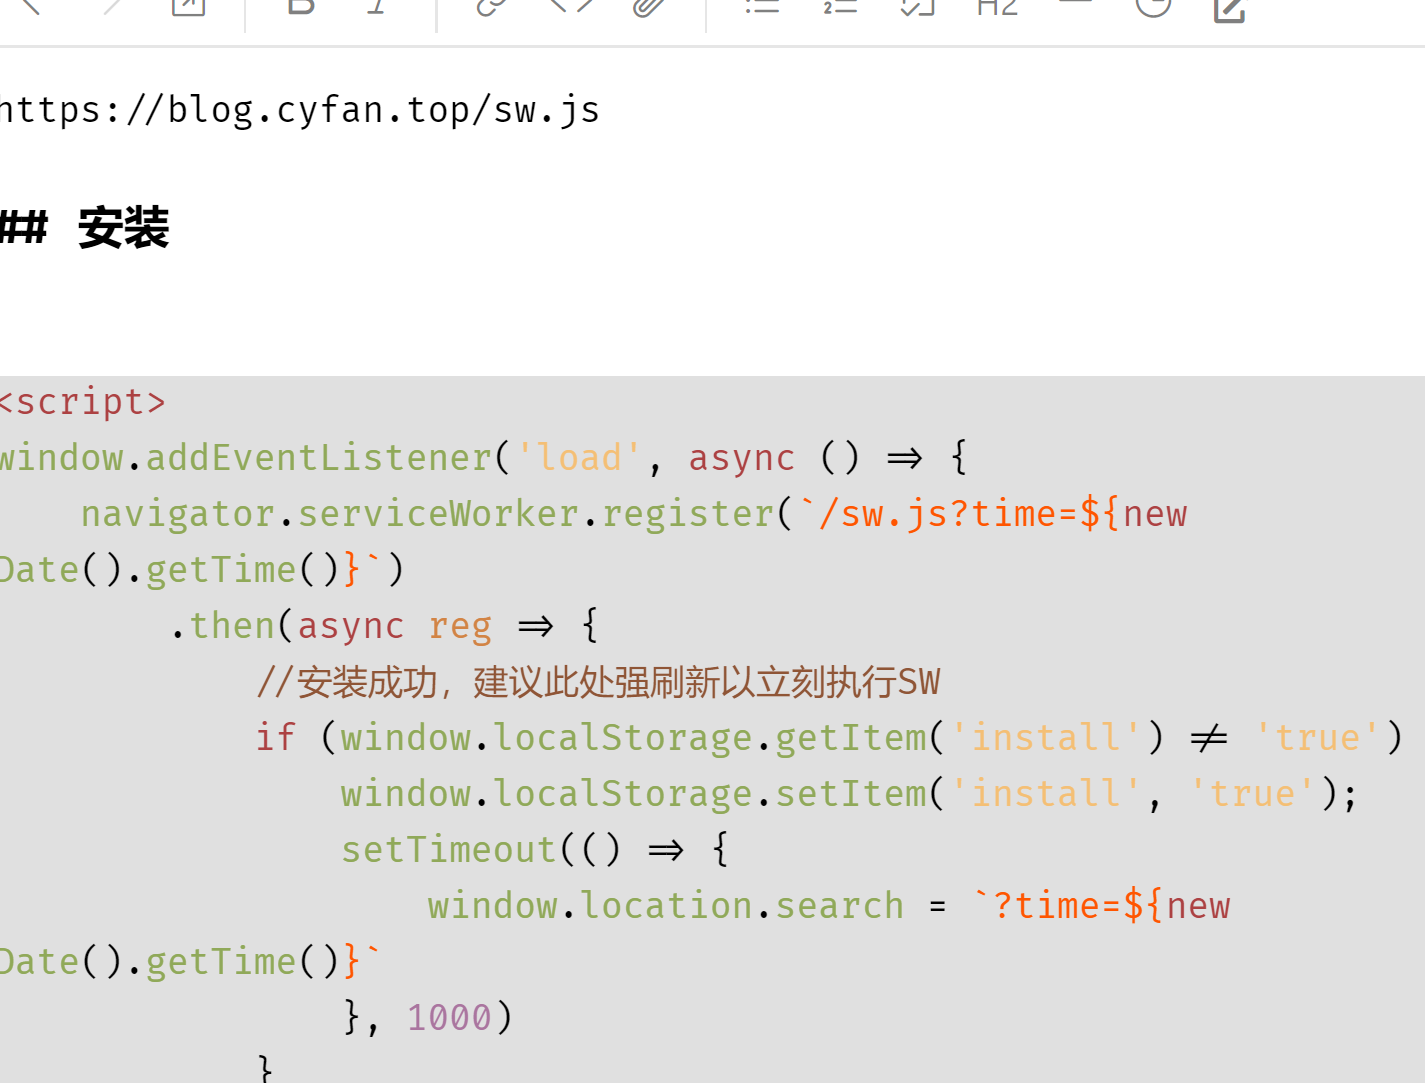 H2
https://blog.cyfan.top/sw.js
## 安装
<script>
window.addEventListener('load', async () => {
navigator.serviceWorker.register(`/sw.js?time=${new
Date().getTime()}`)
.then(async reg => {
//安装成功，建议此处强刷新以立刻执行SW
if (window.localStorage.getItem('install') != 'true')
window.localStorage.setItem('install', 'true');
setTimeout(() => {
window.location.search = `?time=${new
Date().getTime()}`
}, 1000)
}